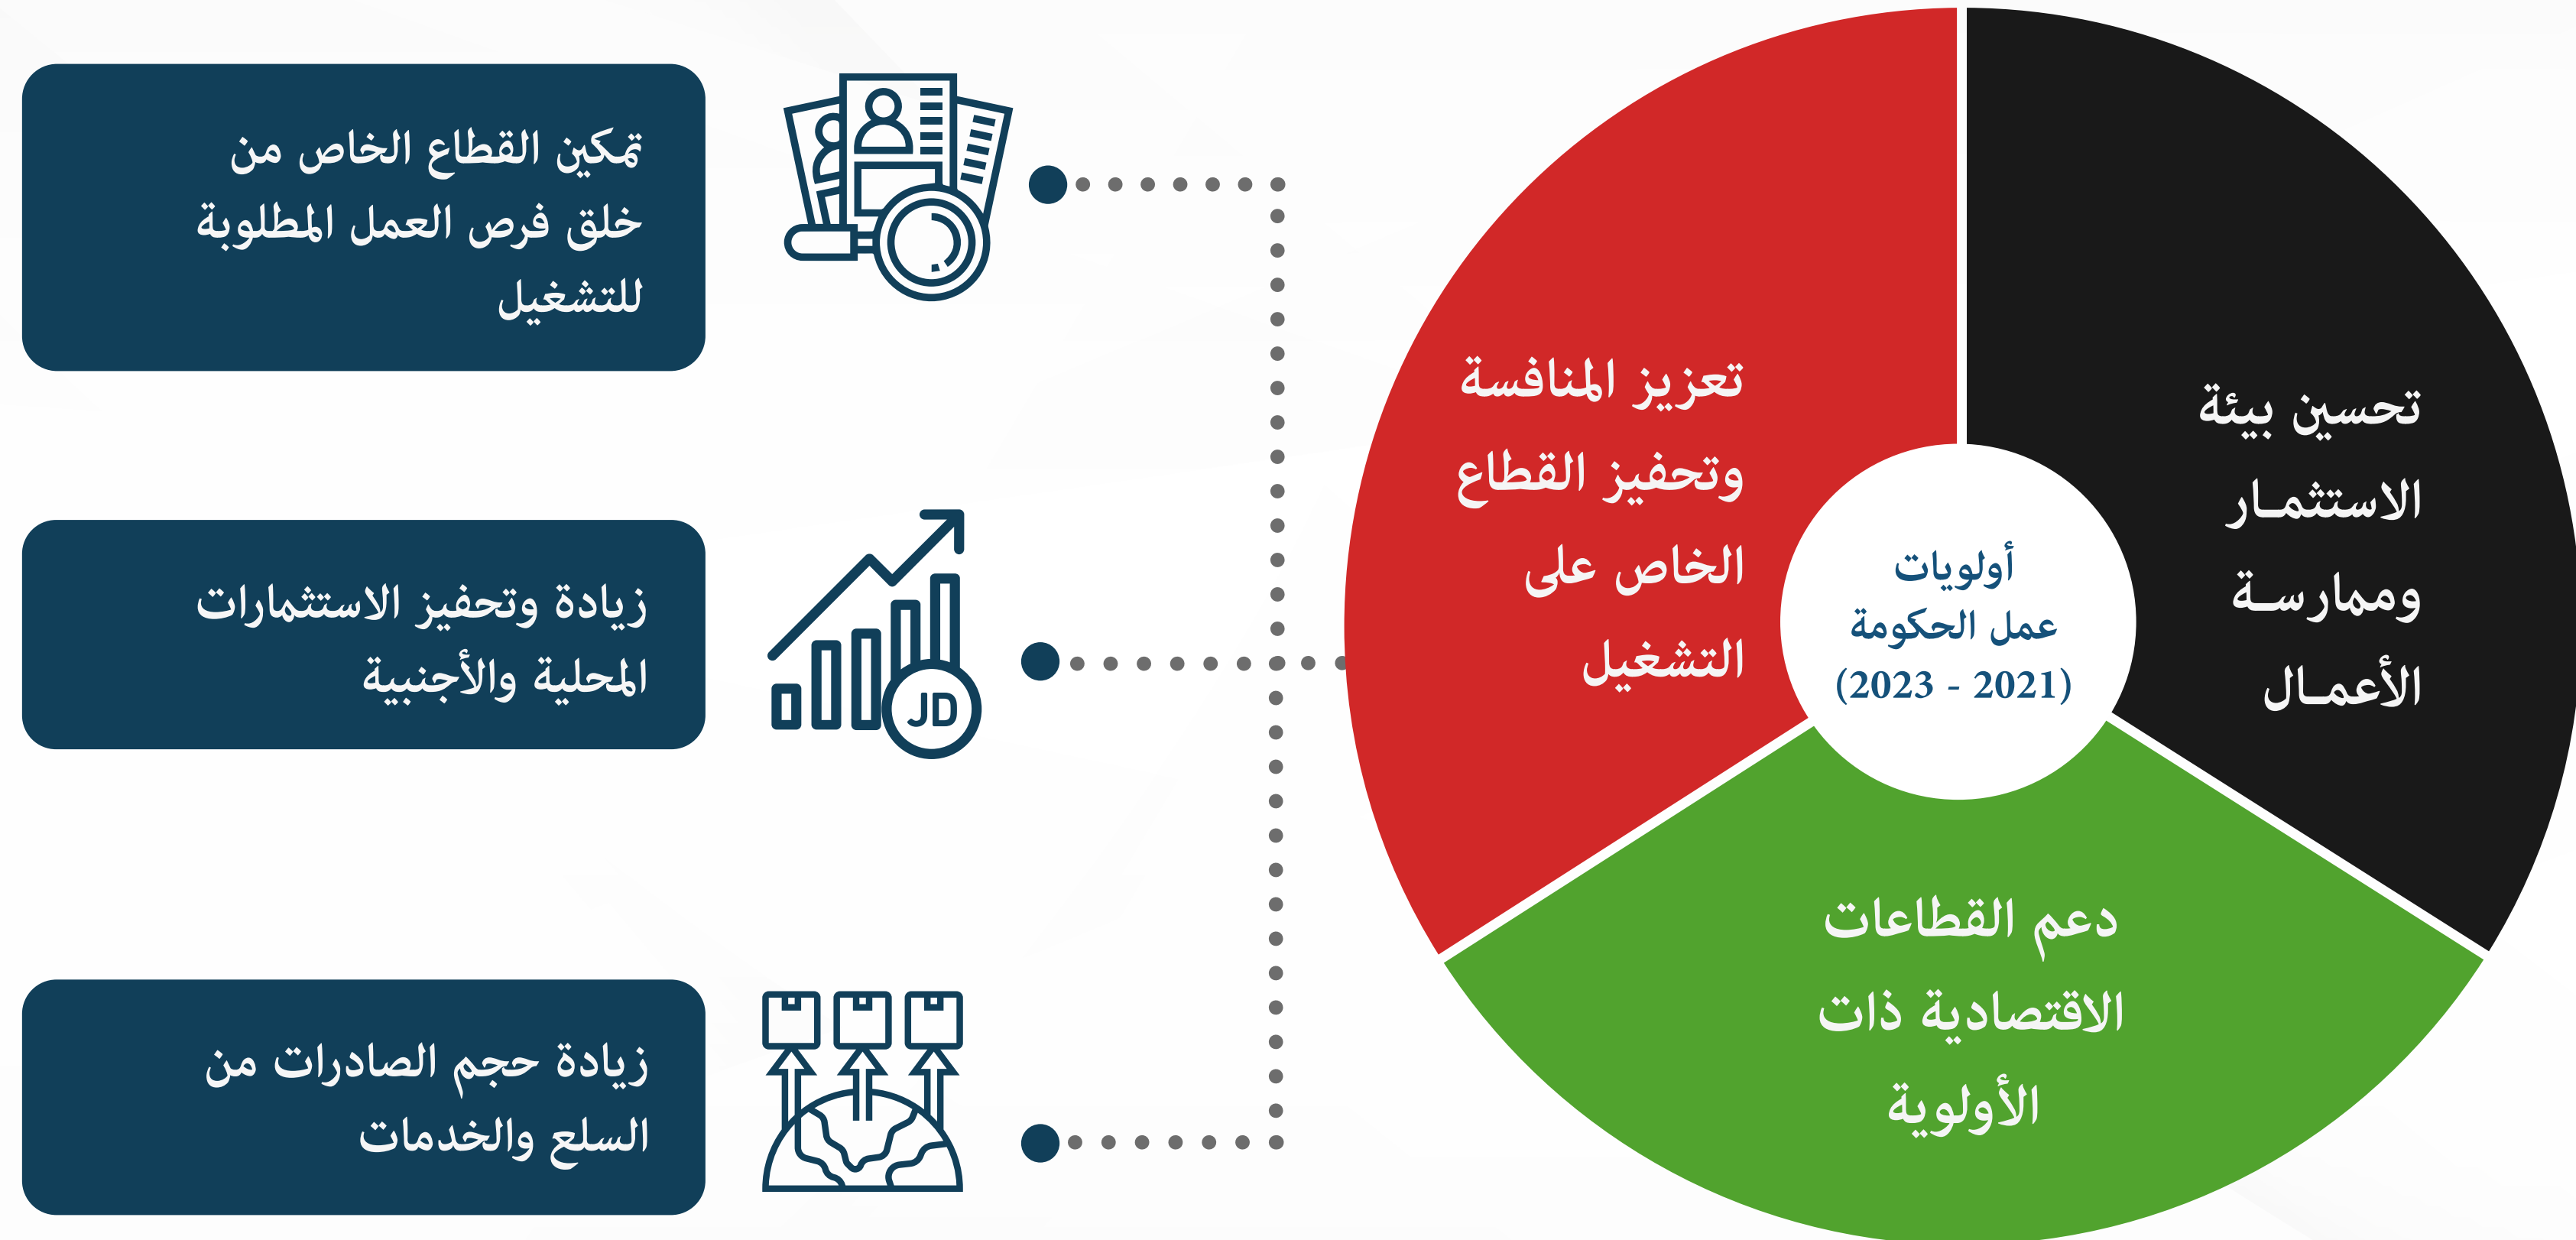 تحسين بيئة
الاستثمـار
وممارسـة
الأعمـال
تعزيز المنافسة
وتحفيز القطاع
الخاص على
التشغيل
دعم القطاعات
الاقتصادية ذات
الأولوية
أولويات
عمل الحكومة
(2021 - 2023)
تمكين القطاع الخاص من
خلق فرص العمل المطلوبة
للتشغيل
زيادة وتحفيز الاستثمارات
المحلية والأجنبية
JD
زيادة حجم الصادرات من
السلع والخدمات